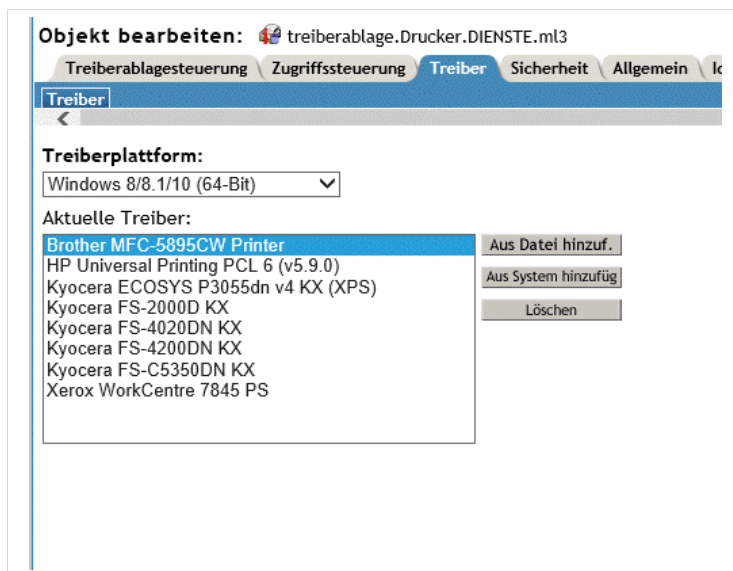 Objekt bearbeiten: treiberablage.Drucker.DIENSTE.ml3
Treiberablagesteuerung Zugriffssteuerung Treiber Sicherheit Allgemein
Treiber
Treiberplattform:
Windows 8/8.1/10 (64-Bit)
Aktuelle Treiber:
Brother MFC-5895CW Printer
HP Universal Printing PCL 6 (v5.9.0)
Kyocera ECOSYS P3055dn v4 KX (XPS)
Kyocera FS-2000D KX
Kyocera FS-4020DN KX
Kyocera FS-4200DN KX
Kyocera FS-C5350DN KX
Xerox WorkCentre 7845 PS
Aus Datei hinzuf.
Aus System hinzufüg
Löschen